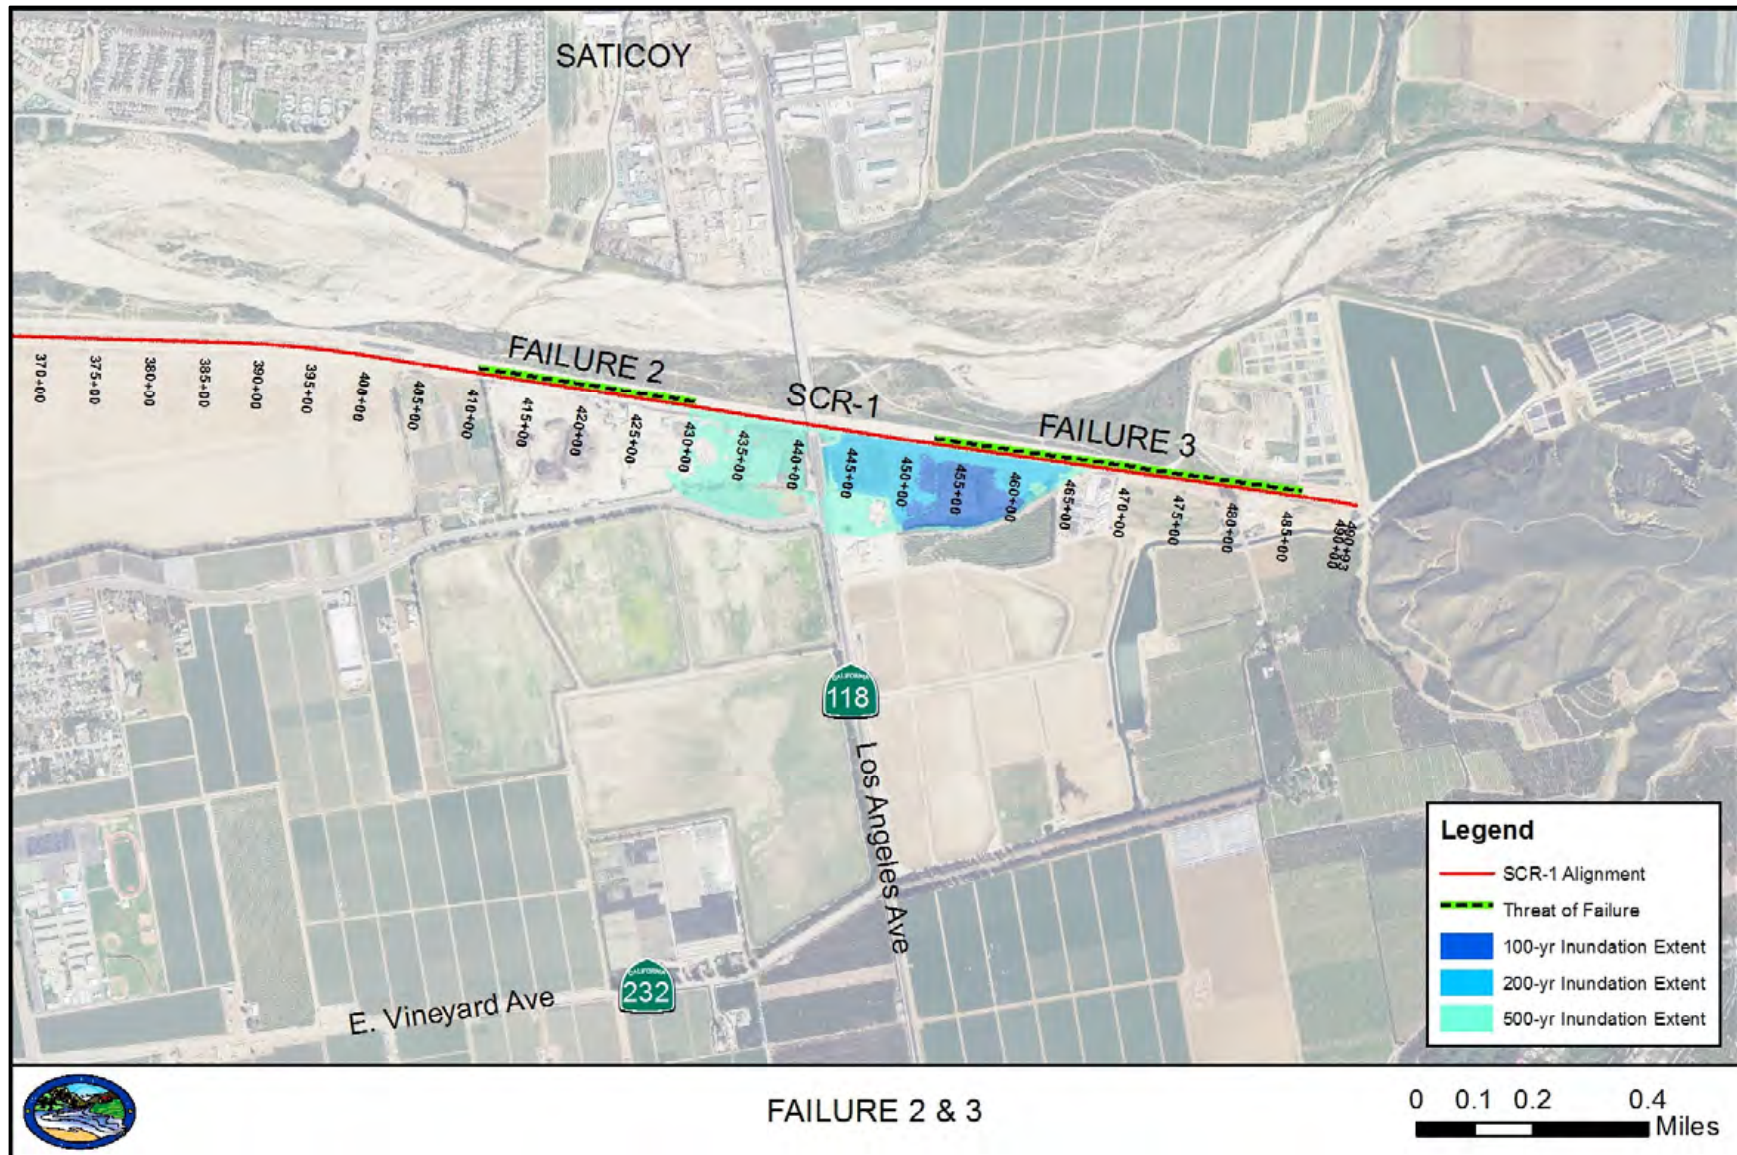 SATICOY
FAILURE 2
SCR-1
FAILURE 3
370+00
375+00
380+00
385+00
390+00
395+00
400+00
405+00
410+00
415+00
420+00
425+00
430+00
435+00
440+00
445+00
450+00
455+00
460+00
465+00
470+00
475+00
480+00
485+00
490+00
490+93
CALIFORNIA
118
Los Angeles Ave
CALIFORNIA
232
E. Vineyard Ave
Legend
SCR-1 Alignment
Threat of Failure
100-yr Inundation Extent
200-yr Inundation Extent
500-yr Inundation Extent
FAILURE 2 & 3
0 0.1 0.2 0.4
Miles